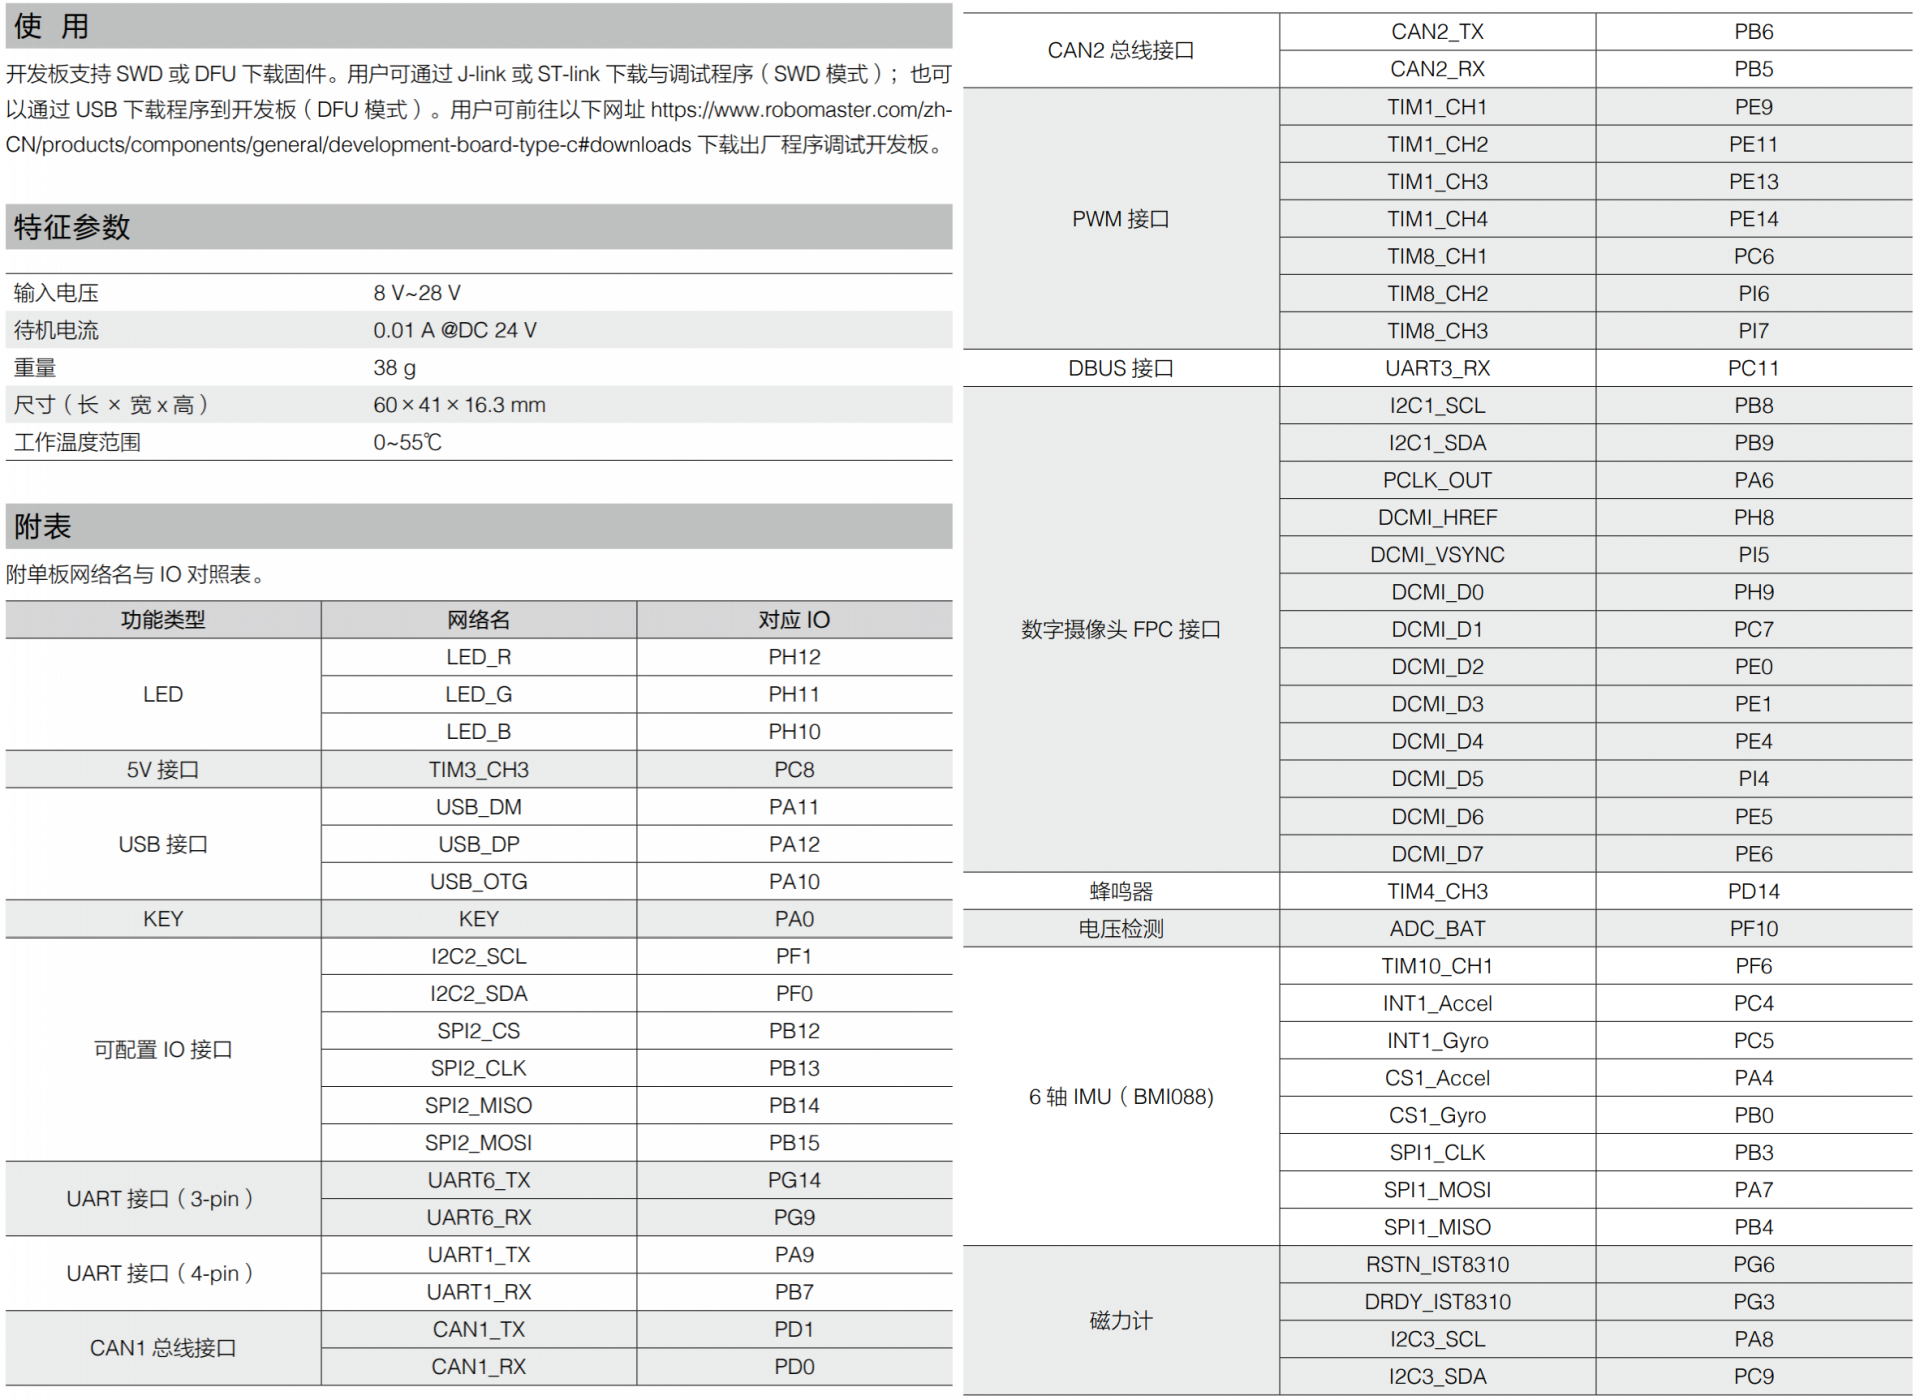 使 用
开发板支持 SWD 或 DFU 下载固件。用户可通过 J-link 或 ST-link 下载与调试程序（SWD 模式）；也可
以通过 USB 下载程序到开发板（DFU 模式）。用户可前往以下网址 https://www.robomaster.com/zh-
CN/products/components/general/development-board-type-c#downloads 下载出厂程序调试开发板。
特征参数
输入电压 8 V~28 V
待机电流 0.01 A @DC 24 V
重量 38 g
尺寸（长 × 宽 x 高） 60×41×16.3 mm
工作温度范围 0~55℃
附表
附单板网络名与 IO 对照表。
功能类型 网络名 对应 IO
LED
LED_R PH12
LED_G PH11
LED_B PH10
5V 接口 TIM3_CH3 PC8
USB 接口
USB_DM PA11
USB_DP PA12
USB_OTG PA10
KEY KEY PA0
可配置 IO 接口
I2C2_SCL PF1
I2C2_SDA PF0
SPI2_CS PB12
SPI2_CLK PB13
SPI2_MISO PB14
SPI2_MOSI PB15
UART 接口（3-pin）
UART6_TX PG14
UART6_RX PG9
UART 接口（4-pin）
UART1_TX PA9
UART1_RX PB7
CAN1 总线接口
CAN1_TX PD1
CAN1_RX PD0
CAN2 总线接口
CAN2_TX PB6
CAN2_RX PB5
PWM 接口
TIM1_CH1 PE9
TIM1_CH2 PE11
TIM1_CH3 PE13
TIM1_CH4 PE14
TIM8_CH1 PC6
TIM8_CH2 PI6
TIM8_CH3 PI7
DBUS 接口 UART3_RX PC11
数字摄像头 FPC 接口
I2C1_SCL PB8
I2C1_SDA PB9
PCLK_OUT PA6
DCMI_HREF PH8
DCMI_VSYNC PI5
DCMI_D0 PH9
DCMI_D1 PC7
DCMI_D2 PE0
DCMI_D3 PE1
DCMI_D4 PE4
DCMI_D5 PI4
DCMI_D6 PE5
DCMI_D7 PE6
蜂鸣器 TIM4_CH3 PD14
电压检测 ADC_BAT PF10
6 轴 IMU（BMI088)
TIM10_CH1 PF6
INT1_Accel PC4
INT1_Gyro PC5
CS1_Accel PA4
CS1_Gyro PB0
SPI1_CLK PB3
SPI1_MOSI PA7
SPI1_MISO PB4
磁力计
RSTN_IST8310 PG6
DRDY_IST8310 PG3
I2C3_SCL PA8
I2C3_SDA PC9